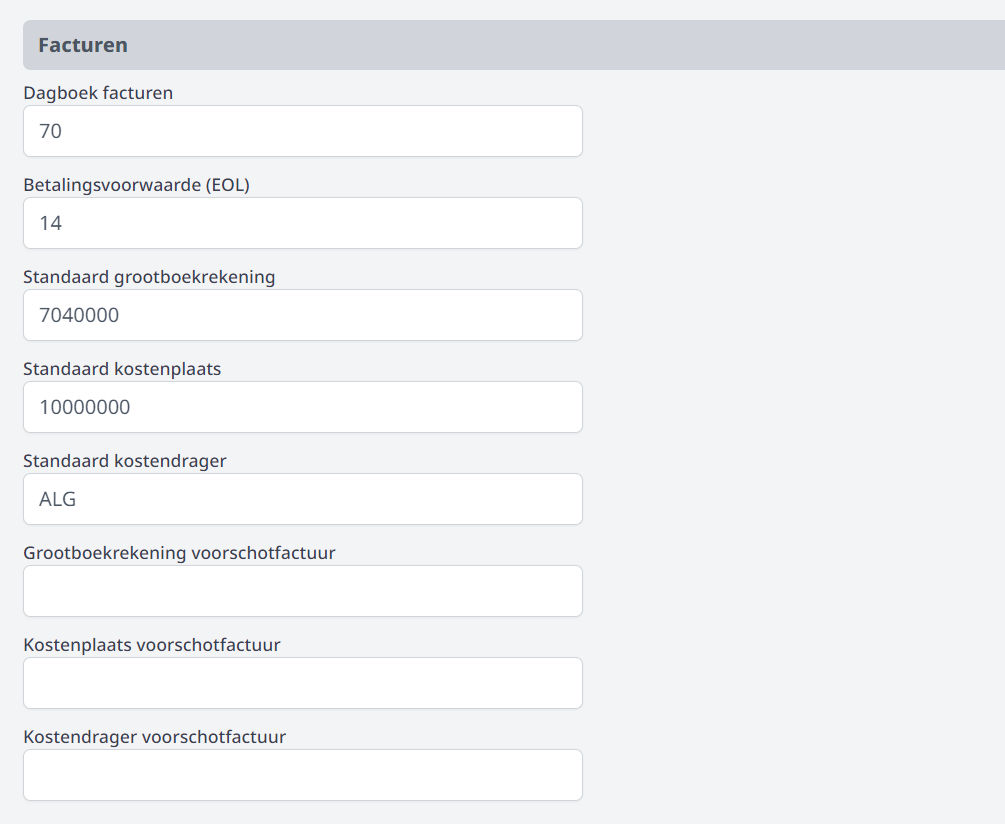 Facturen
Dagboek facturen
70
Betalingsvoorwaarde (EOL)
14
Standaard grootboekrekening
7040000
Standaard kostenplaats
10000000
Standaard kostendrager
ALG
Grootboekrekening voorschotfactuur
Kostenplaats voorschotfactuur
Kostendrager voorschotfactuur